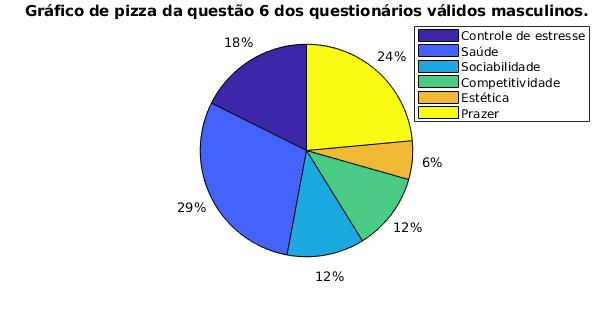 Gráfico de pizza da questão 6 dos questionários válidos masculinos.
Controle de estresse
Saúde
Sociabilidade
Competitividade
Estética
Prazer
18%
24%
6%
29%
12%
12%